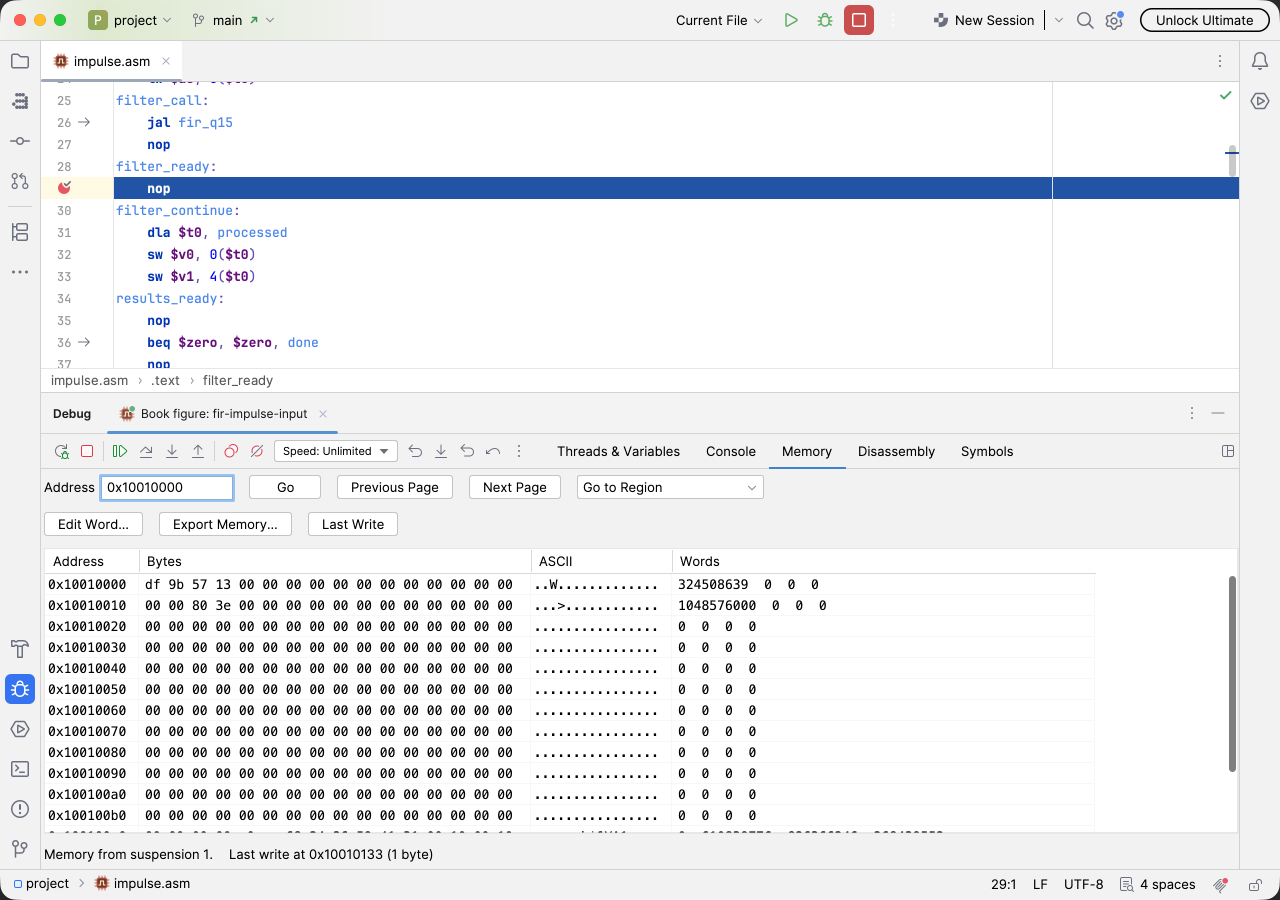 P project main Current File New Session Unlock Ultimate
impulse.asm
25 filter_call:
26 jal fir_q15
27 nop
28 filter_ready:
nop
30 filter_continue:
31 dla $t0, processed
32 sw $v0, 0($t0)
33 sw $v1, 4($t0)
34 results_ready:
35 nop
36 beq $zero, $zero, done
37 nop
impulse.asm › .text › filter_ready
Debug Book figure: fir-impulse-input
Speed: Unlimited Threads & Variables Console Memory Disassembly Symbols
Address 0x10010000 Go Previous Page Next Page Go to Region
Edit Word... Export Memory... Last Write
Address Bytes ASCII Words
0x10010000 df 9b 57 13 00 00 00 00 00 00 00 00 00 00 00 00 ..W............. 324508639 0 0 0
0x10010010 00 00 80 3e 00 00 00 00 00 00 00 00 00 00 00 00 ...>............ 1048576000 0 0 0
0x10010020 00 00 00 00 00 00 00 00 00 00 00 00 00 00 00 00 ................ 0 0 0 0
0x10010030 00 00 00 00 00 00 00 00 00 00 00 00 00 00 00 00 ................ 0 0 0 0
0x10010040 00 00 00 00 00 00 00 00 00 00 00 00 00 00 00 00 ................ 0 0 0 0
0x10010050 00 00 00 00 00 00 00 00 00 00 00 00 00 00 00 00 ................ 0 0 0 0
0x10010060 00 00 00 00 00 00 00 00 00 00 00 00 00 00 00 00 ................ 0 0 0 0
0x10010070 00 00 00 00 00 00 00 00 00 00 00 00 00 00 00 00 ................ 0 0 0 0
0x10010080 00 00 00 00 00 00 00 00 00 00 00 00 00 00 00 00 ................ 0 0 0 0
0x10010090 00 00 00 00 00 00 00 00 00 00 00 00 00 00 00 00 ................ 0 0 0 0
0x100100a0 00 00 00 00 00 00 00 00 00 00 00 00 00 00 00 00 ................ 0 0 0 0
0x100100b0 00 00 00 00 00 00 00 00 00 00 00 00 00 00 00 00 ................ 0 0 0 0
Memory from suspension 1. Last write at 0x10010133 (1 byte)
project › impulse.asm 29:1 LF UTF-8 4 spaces